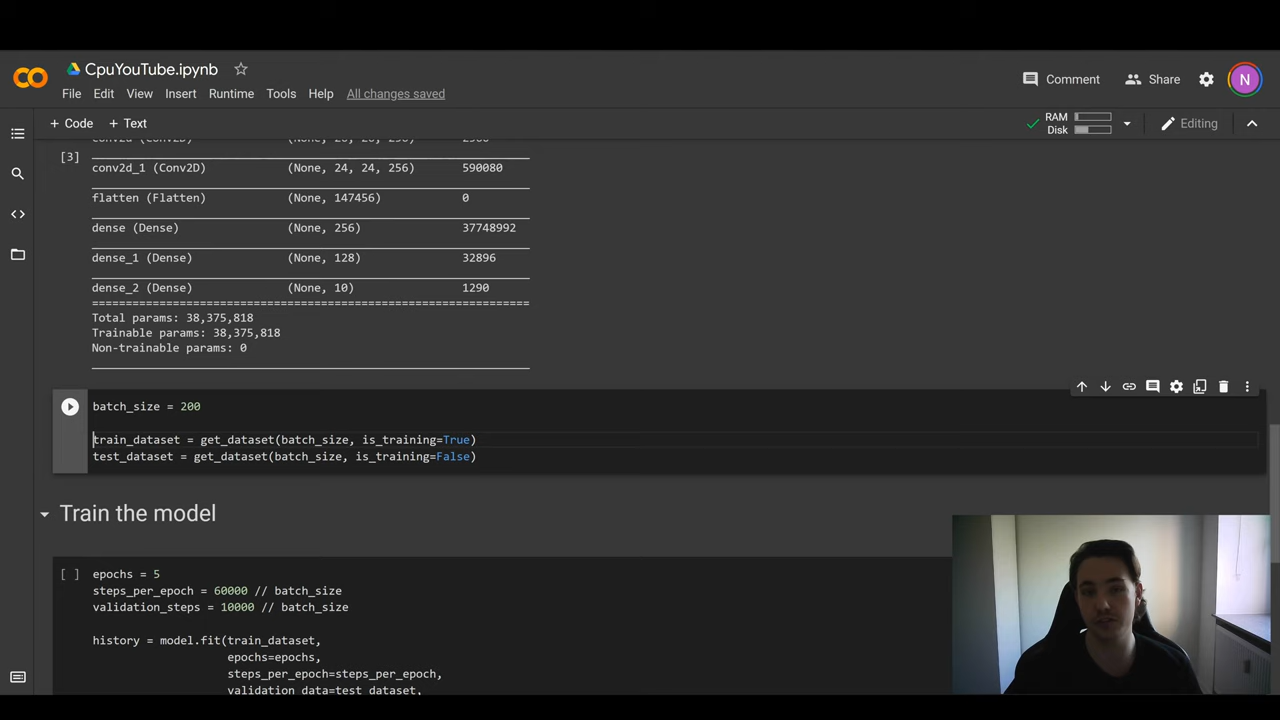 CpuYouTube.ipynb
File Edit View Insert Runtime Tools Help All changes saved
Comment Share N
+ Code + Text
RAM
Disk
Editing
[3]
conv2d_1 (Conv2D) (None, 24, 24, 256) 590080
flatten (Flatten) (None, 147456) 0
dense (Dense) (None, 256) 37748992
dense_1 (Dense) (None, 128) 32896
dense_2 (Dense) (None, 10) 1290
=================================================================
Total params: 38,375,818
Trainable params: 38,375,818
Non-trainable params: 0
batch_size = 200
train_dataset = get_dataset(batch_size, is_training=True)
test_dataset = get_dataset(batch_size, is_training=False)
Train the model
[ ] epochs = 5
steps_per_epoch = 60000 // batch_size
validation_steps = 10000 // batch_size
history = model.fit(train_dataset,
epochs=epochs,
steps_per_epoch=steps_per_epoch,
validation_data=test_dataset,